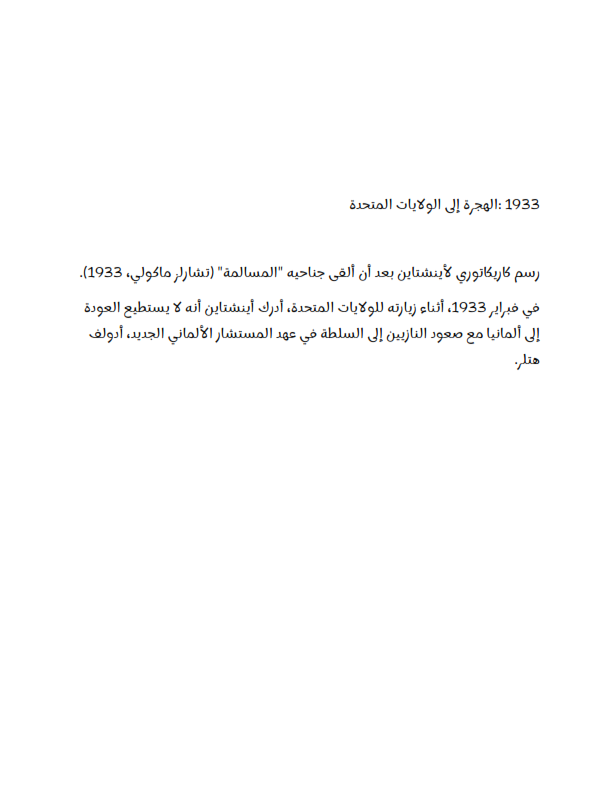 1933 :الهجرة إلى الولايات المتحدة
رسم كاريكاتوري لأينشتاين بعد أن ألقى جناحيه "المسالمة" (تشارلز ماكولي، 1933).
في فبراير 1933، أثناء زيارته للولايات المتحدة، أدرك أينشتاين أنه لا يستطيع العودة
إلى ألمانيا مع صعود النازيين إلى السلطة في عهد المستشار الألماني الجديد، أدولف
هتلر.